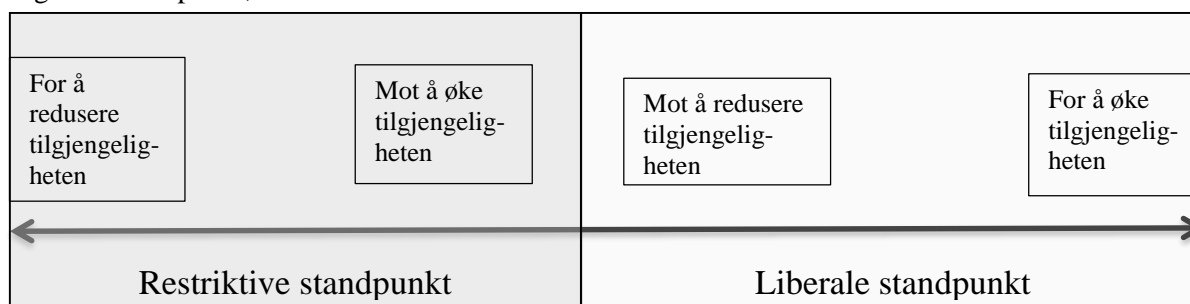 For å
redusere
tilgjengelig-
heten
Mot å øke
tilgjengelig-
heten
Mot å redusere
tilgjengelig-
heten
For å øke
tilgjengelig-
heten
Restriktive standpunkt
Liberale standpunkt